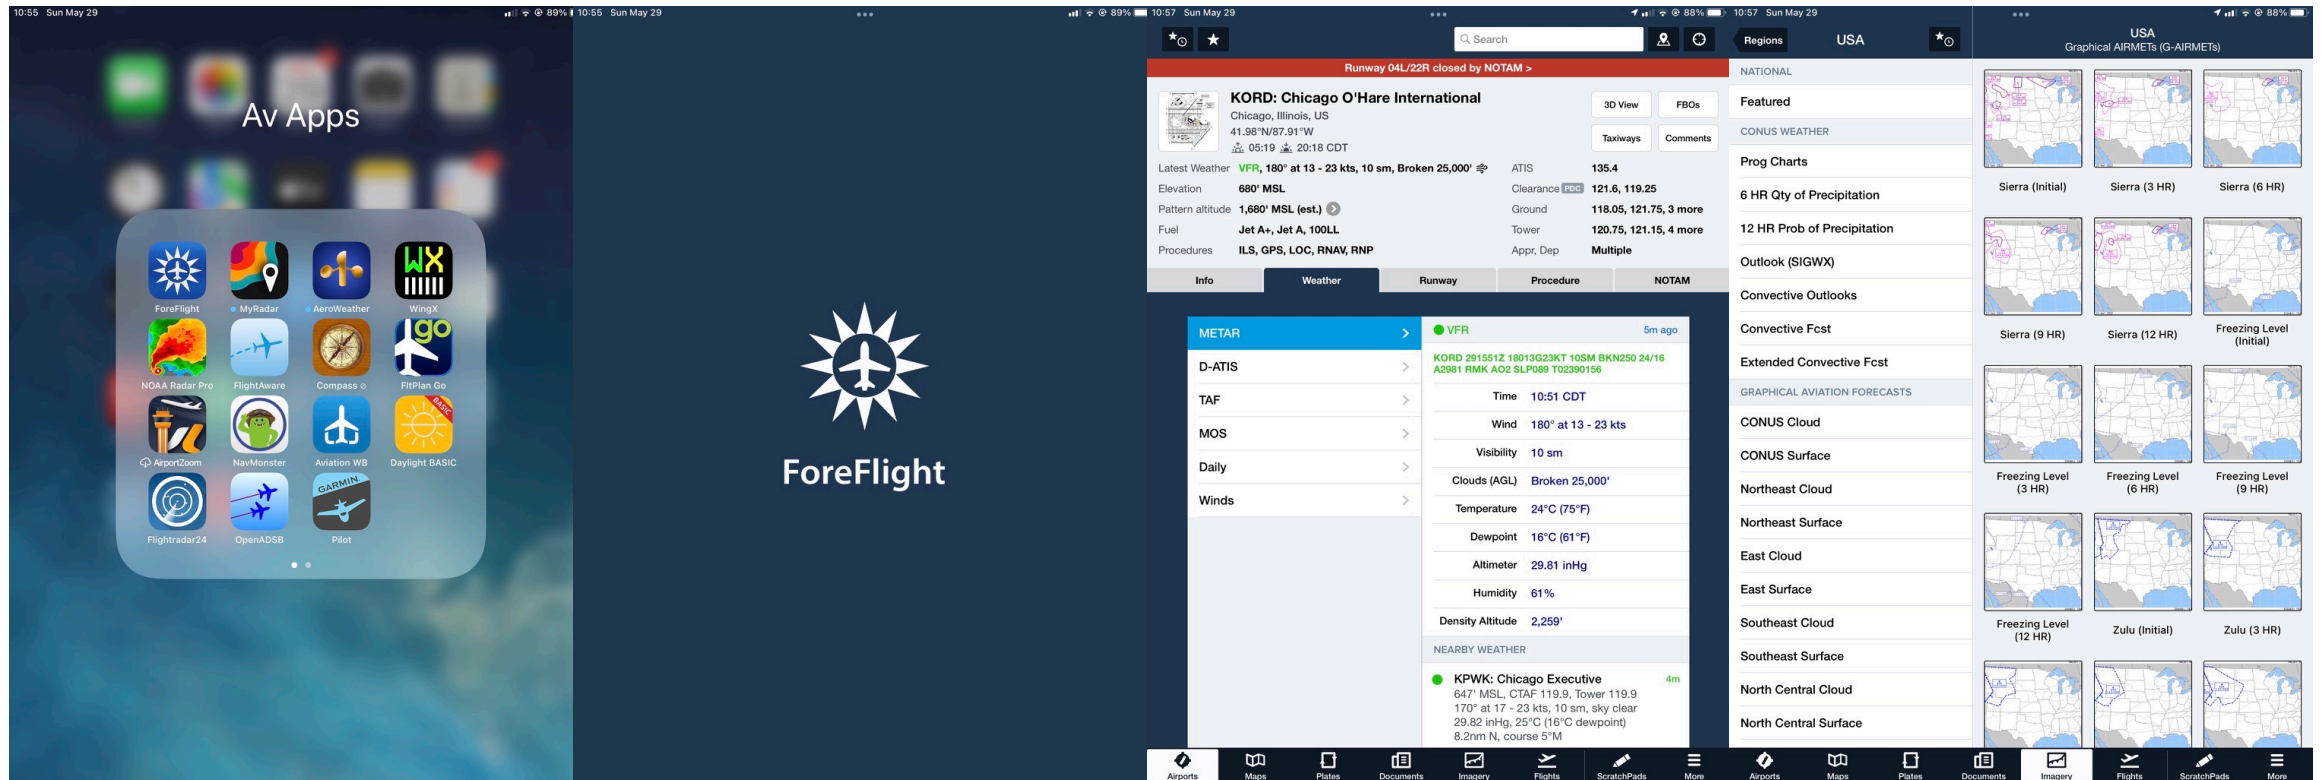 10:55 Sun May 29
89%
Av Apps
WX
ForeFlight
MyRadar
AeroWeather
WingX
go
NOAA Radar Pro
FlightAware
Compass
FltPlan Go
BASIC
AirportZoom
NavMonster
Aviation WB
Daylight BASIC
GARMIN
Flightradar24
OpenADSB
Pilot
10:55 Sun May 29
89%
ForeFlight
10:57 Sun May 29
88%
Search
Runway 04L/22R closed by NOTAM >
KORD: Chicago O'Hare International
Chicago, Illinois, US
41.98°N/87.91°W
05:19 20:18 CDT
3D View
FBOs
Taxiways
Comments
Latest Weather VFR, 180° at 13 - 23 kts, 10 sm, Broken 25,000'
Elevation 680' MSL
Pattern altitude 1,680' MSL (est.)
Fuel Jet A+, Jet A, 100LL
Procedures ILS, GPS, LOC, RNAV, RNP
ATIS 135.4
Clearance PDC 121.6, 119.25
Ground 118.05, 121.75, 3 more
Tower 120.75, 121.15, 4 more
Appr, Dep Multiple
Info
Weather
Runway
Procedure
NOTAM
METAR
D-ATIS
TAF
MOS
Daily
Winds
VFR 5m ago
KORD 291551Z 18013G23KT 10SM BKN250 24/16
A2981 RMK AO2 SLP089 T02390156
Time 10:51 CDT
Wind 180° at 13 - 23 kts
Visibility 10 sm
Clouds (AGL) Broken 25,000'
Temperature 24°C (75°F)
Dewpoint 16°C (61°F)
Altimeter 29.81 inHg
Humidity 61%
Density Altitude 2,259'
NEARBY WEATHER
KPWK: Chicago Executive 4m
647' MSL, CTAF 119.9, Tower 119.9
170° at 17 - 23 kts, 10 sm, sky clear
29.82 inHg, 25°C (16°C dewpoint)
8.2nm N, course 5°M
Airports
Maps
Plates
Documents
Imagery
Flights
ScratchPads
More
10:57 Sun May 29
88%
Regions
USA
NATIONAL
Featured
CONUS WEATHER
Prog Charts
6 HR Qty of Precipitation
12 HR Prob of Precipitation
Outlook (SIGWX)
Convective Outlooks
Convective Fcst
Extended Convective Fcst
GRAPHICAL AVIATION FORECASTS
CONUS Cloud
CONUS Surface
Northeast Cloud
Northeast Surface
East Cloud
East Surface
Southeast Cloud
Southeast Surface
North Central Cloud
North Central Surface
USA
Graphical AIRMETs (G-AIRMETs)
Sierra (Initial)
Sierra (3 HR)
Sierra (6 HR)
Sierra (9 HR)
Sierra (12 HR)
Freezing Level
(Initial)
Freezing Level
(3 HR)
Freezing Level
(6 HR)
Freezing Level
(9 HR)
Freezing Level
(12 HR)
Zulu (Initial)
Zulu (3 HR)
Airports
Maps
Plates
Documents
Imagery
Flights
ScratchPads
More